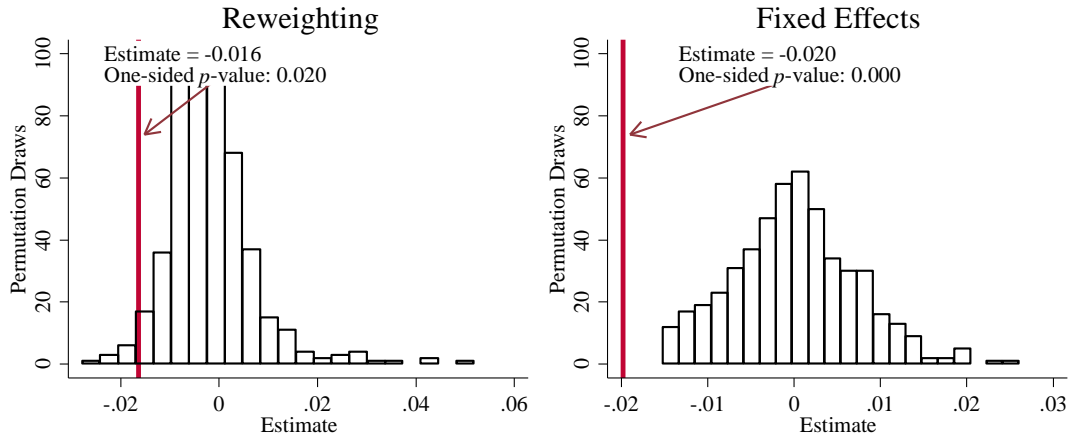 Reweighting
Estimate = -0.016
One-sided p-value: 0.020
Permutation Draws
0
20
40
60
80
100
-.02
0
.02
.04
.06
Estimate
Fixed Effects
Estimate = -0.020
One-sided p-value: 0.000
Permutation Draws
0
20
40
60
80
100
-.02
-.01
0
.01
.02
.03
Estimate